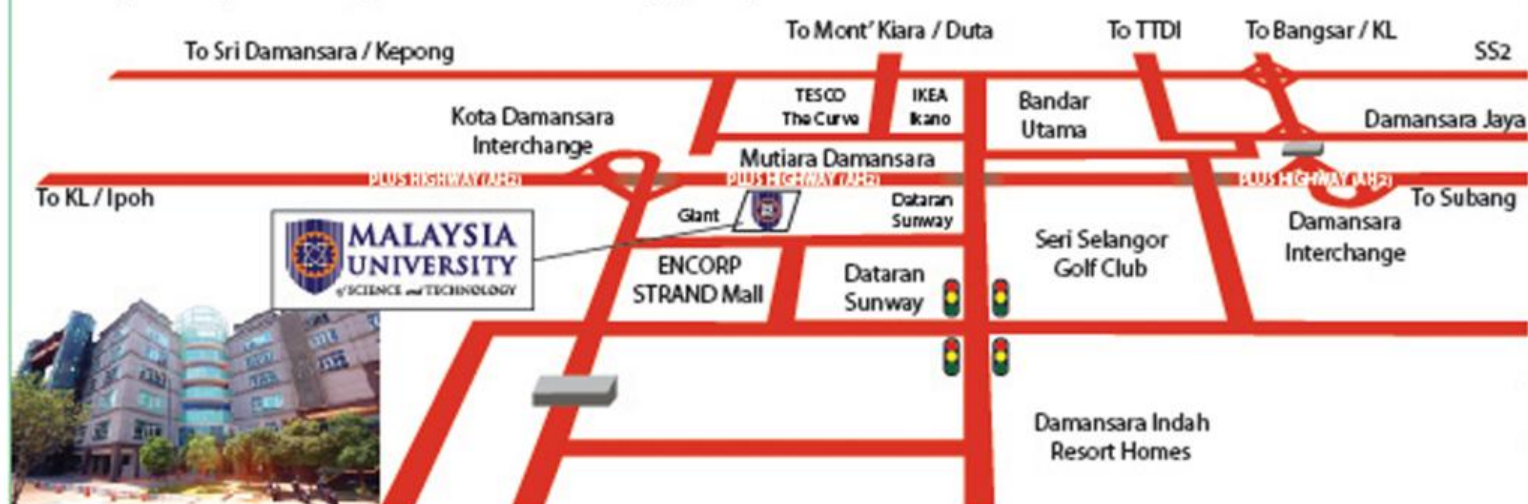 To Mont' Kiara / Duta
To TTDI
To Bangsar / KL
To Sri Damansara / Kepong
SS2
TESCO
The Curve
IKEA
Ikano
Bandar
Utama
Kota Damansara
Interchange
Damansara Jaya
Mutiara Damansara
PLUS HIGHWAY (AH2)
PLUS HIGHWAY (AH2)
PLUS HIGHWAY (AH2)
To KL / Ipoh
To Subang
Giant
Dataran
Sunway
Damansara
Interchange
MALAYSIA
UNIVERSITY
of SCIENCE and TECHNOLOGY
Seri Selangor
Golf Club
ENCORP
STRAND Mall
Dataran
Sunway
Damansara Indah
Resort Homes